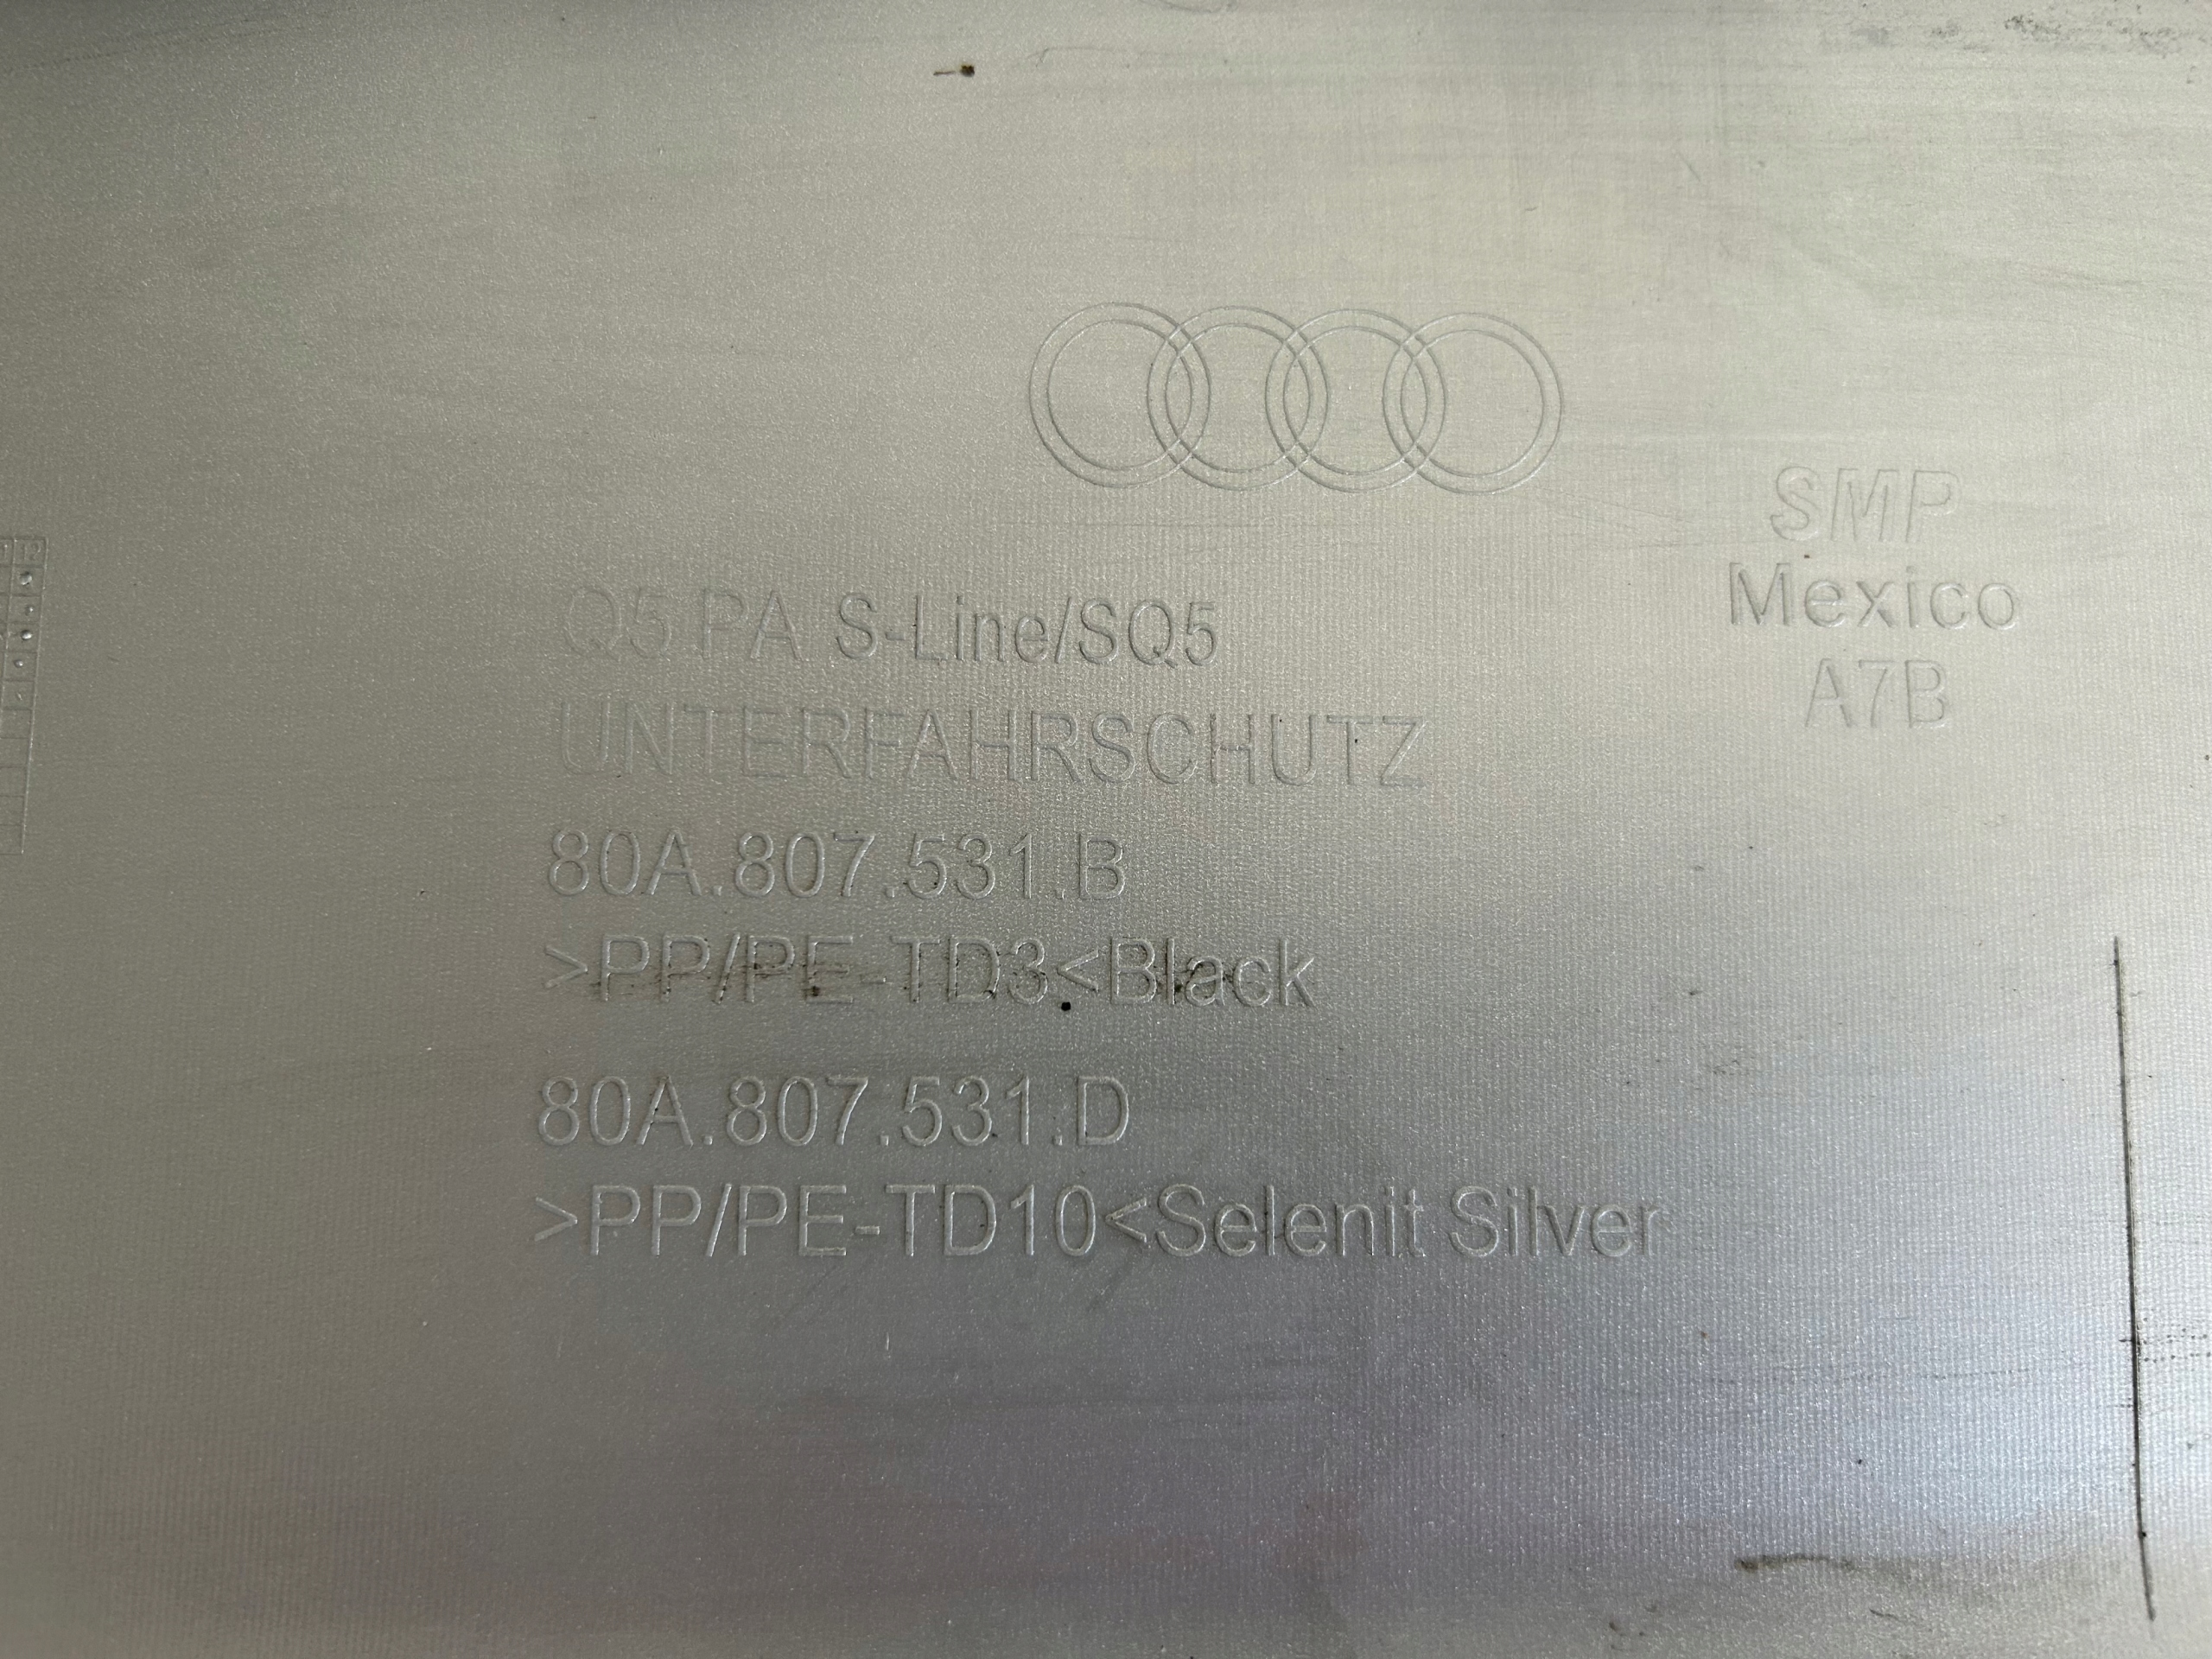 SMP
Mexico
A7B
Q5 PA S-Line/SQ5
UNTERFAHRSCHUTZ
80A.807.531.B
>PP/PE-TD3<Black
80A.807.531.D
>PP/PE-TD10<Selenit Silver
12